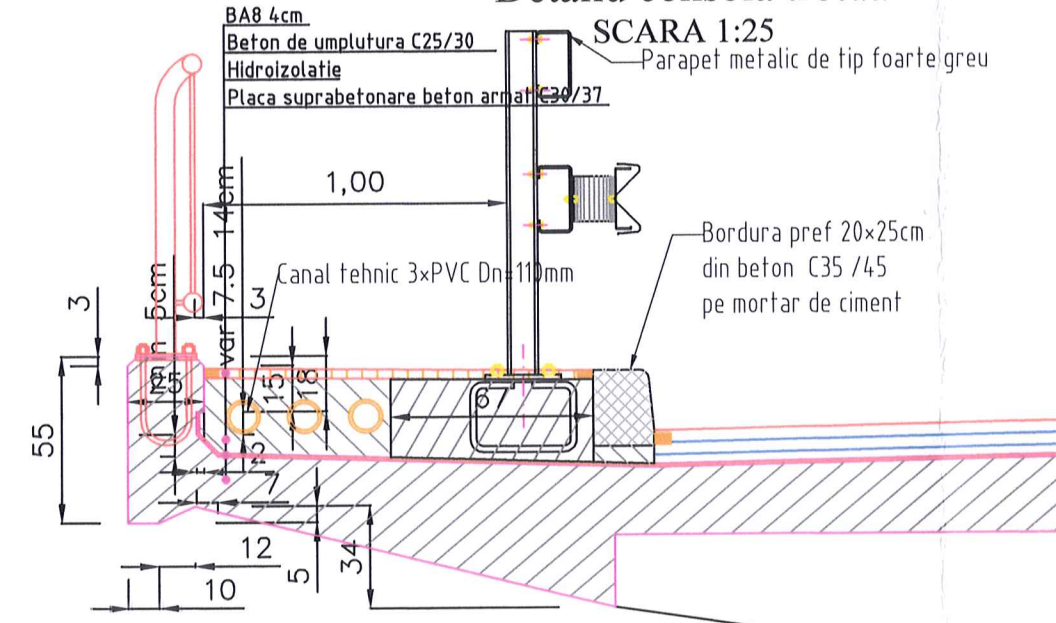 SCARA 1:25
BA8 4cm
Beton de umplutura C25/30
Hidroizolatie
Placa suprabetonare beton armat C30/37
Parapet metalic de tip foarte greu
1,00
Bordura pref 20×25cm
din beton C35 /45
pe mortar de ciment
Canal tehnic 3×PVC Dn=110mm
var 7.5 14cm
5cm
3
3
25
15
18
55
2
7
12
10
5
34